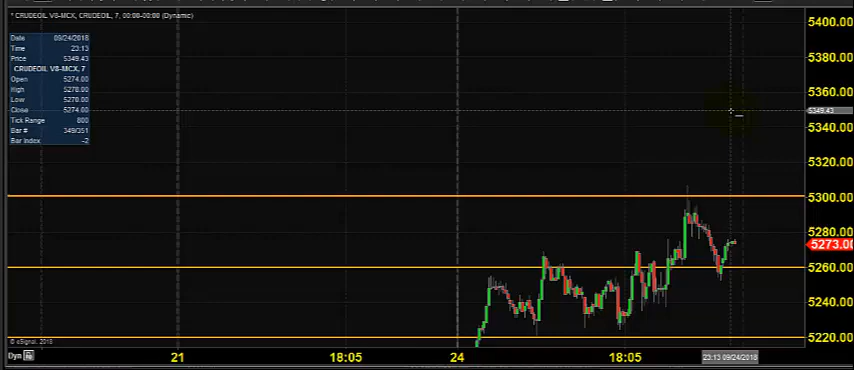 * CRUDEOIL V8-MCX, CRUDEOIL, 7, 00:00-00:00 (Dynamic)
Date 09/24/2018
Time 23:13
Price 5349.43
CRUDEOIL V8-MCX, 7
Open 5274.00
High 5278.00
Low 5270.00
Close 5274.00
Tick Range 800
Bar # 349/351
Bar Index -2
5400.00
5380.00
5360.00
5349.43
5340.00
5320.00
5300.00
5280.00
5273.00
5260.00
5240.00
5220.00
© eSignal, 2018
Dyn 21 18:05 24 18:05 23:13 09/24/2018